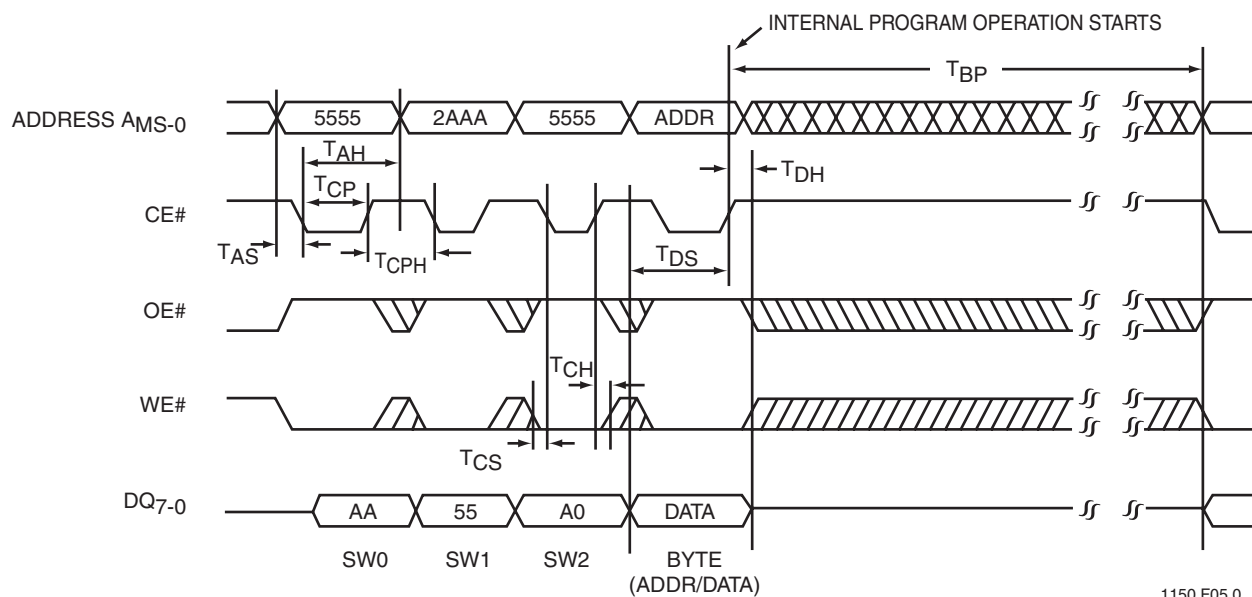 INTERNAL PROGRAM OPERATION STARTS
TBP
ADDRESS AMS-0
5555
2AAA
5555
ADDR
TAH
TDH
TCP
CE#
TAS
TCPH
TDS
OE#
TCH
WE#
TCS
DQ7-0
AA
55
A0
DATA
SW0
SW1
SW2
BYTE
(ADDR/DATA)
1150 F05.0